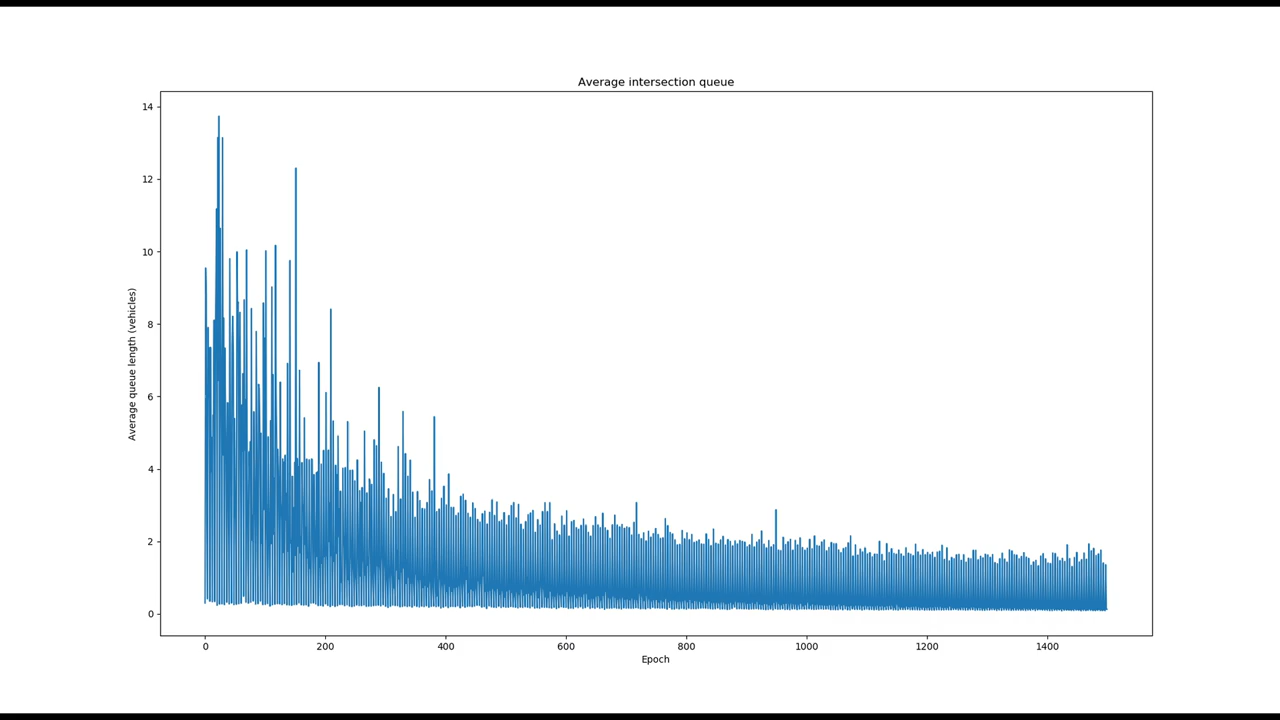 Average intersection queue
14
12
10
8
6
4
2
0
Average queue length (vehicles)
0 200 400 600 800 1000 1200 1400
Epoch